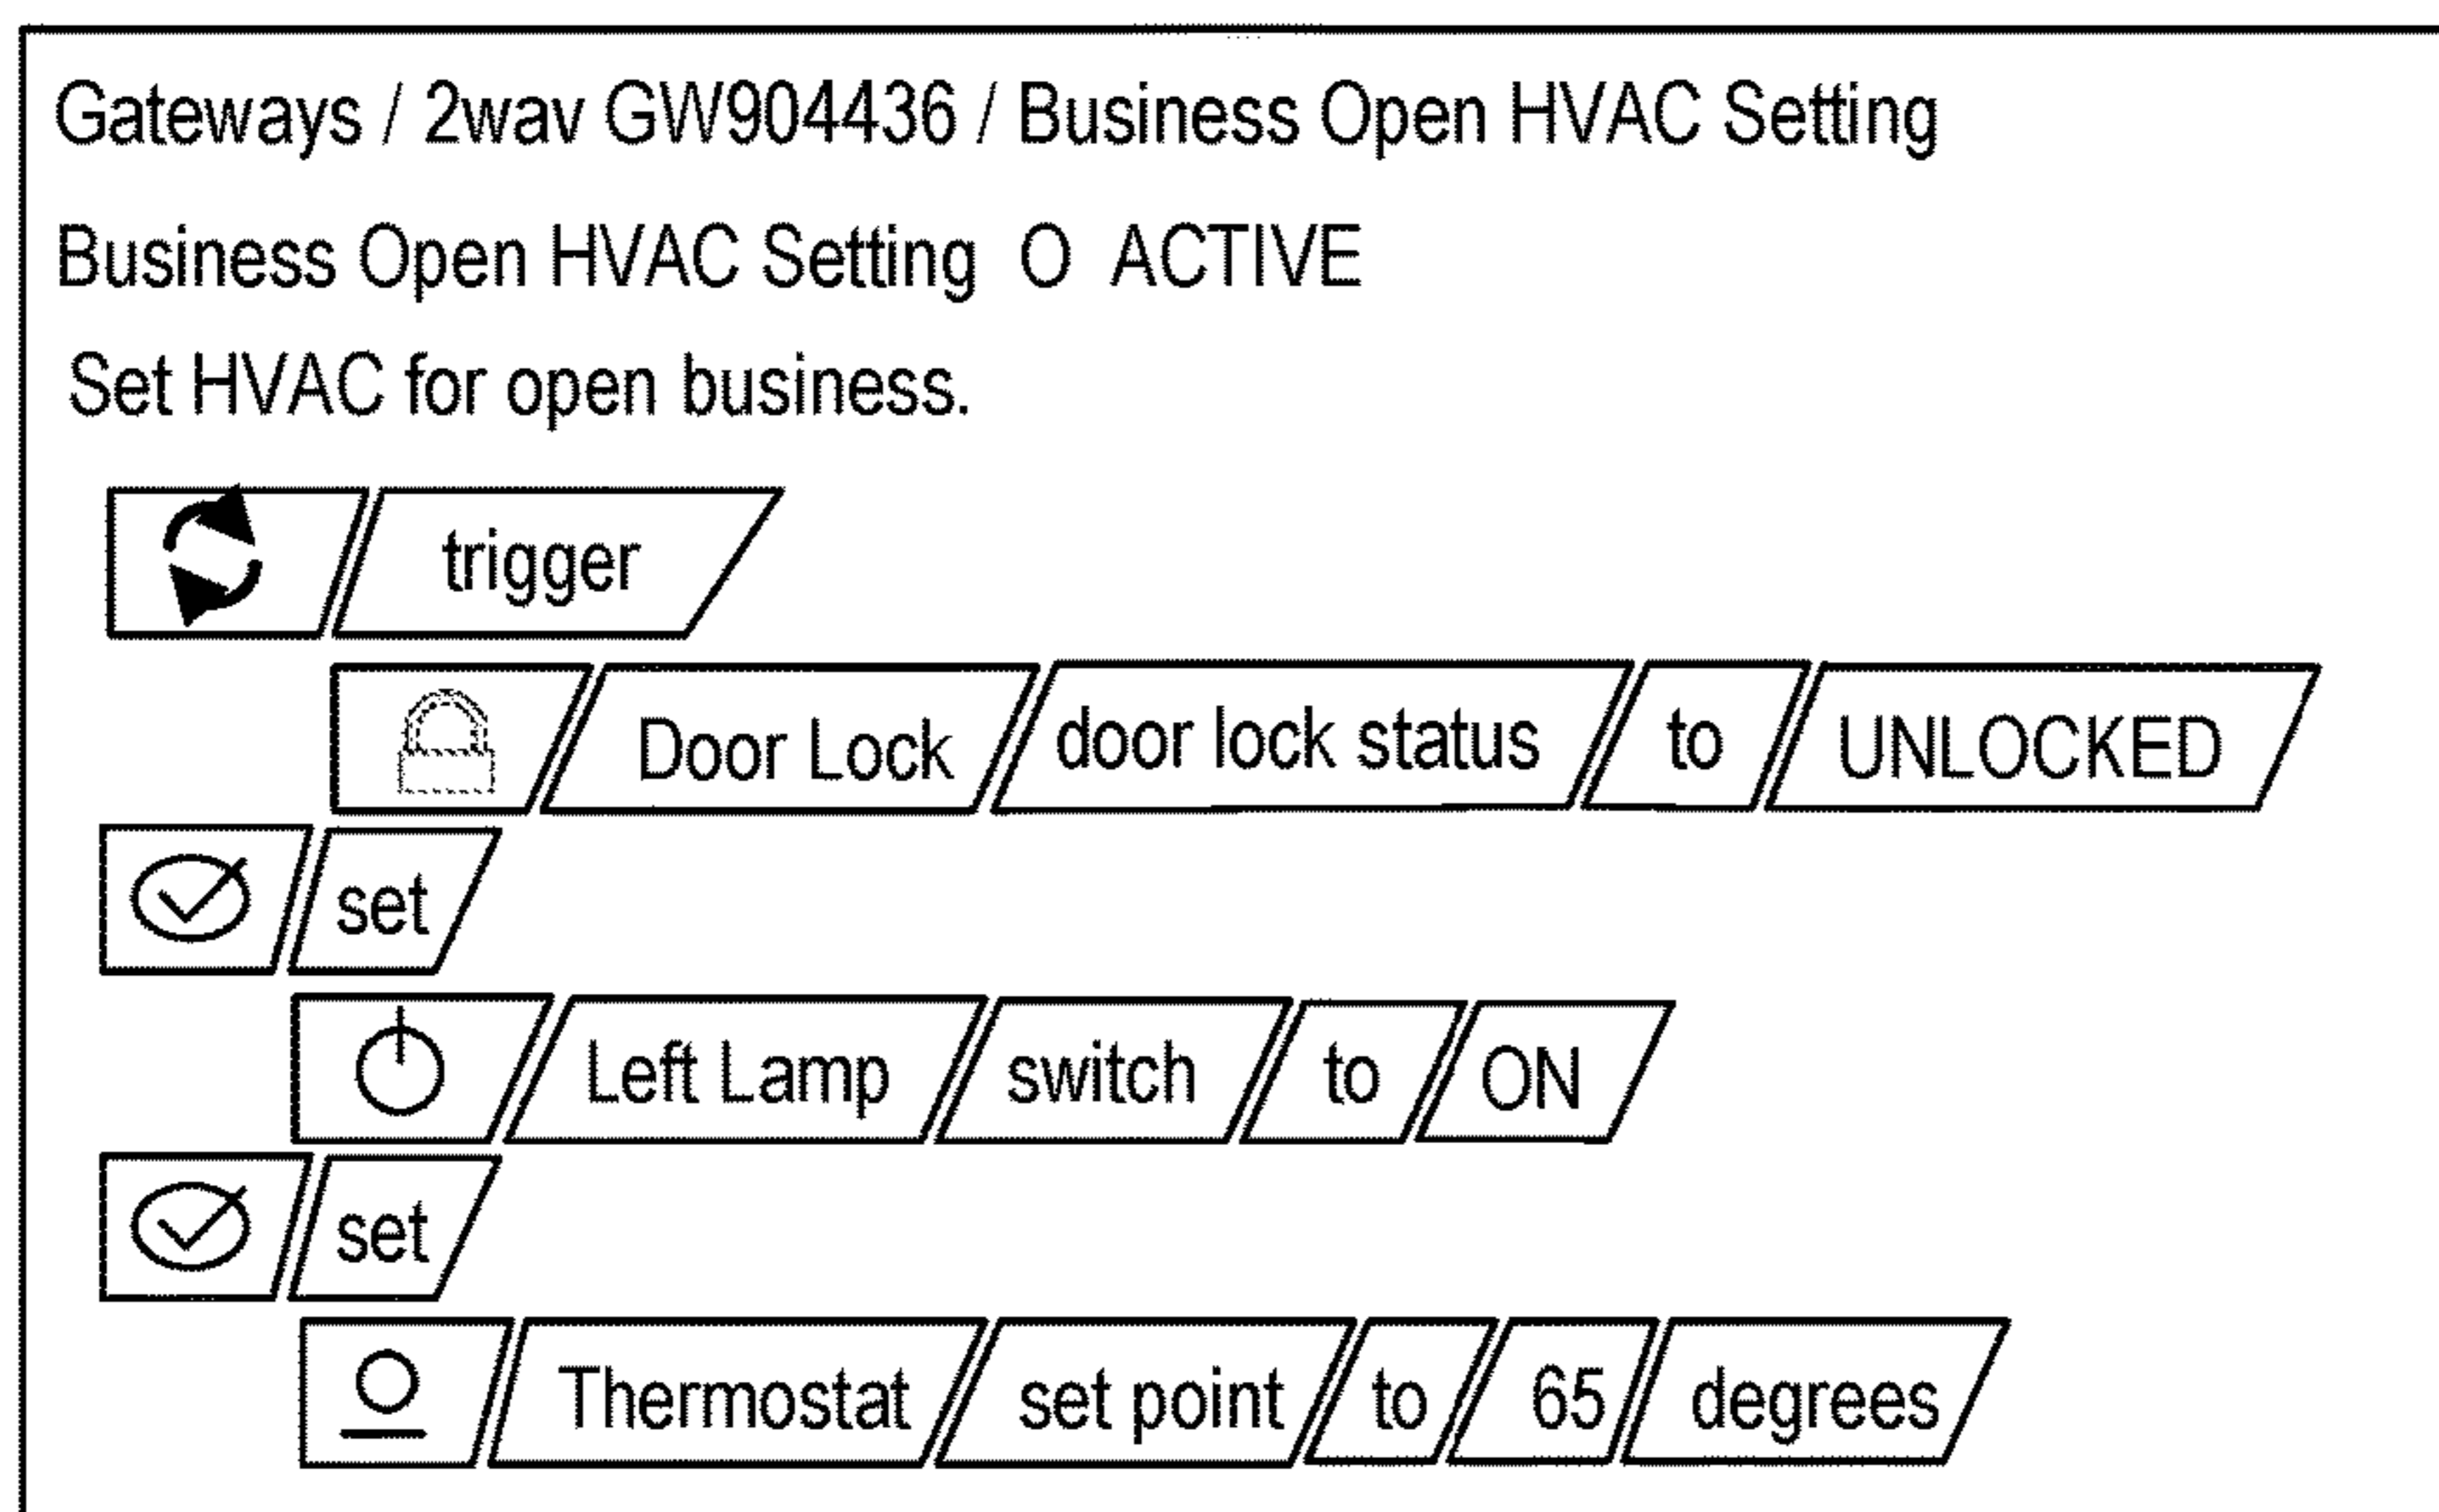 Gateways / 2wav GW904436 / Business Open HVAC Setting
Business Open HVAC Setting O ACTIVE
Set HVAC for open business.
trigger
Door Lock door lock status to UNLOCKED
set
Left Lamp switch to ON
set
Thermostat set point to 65 degrees